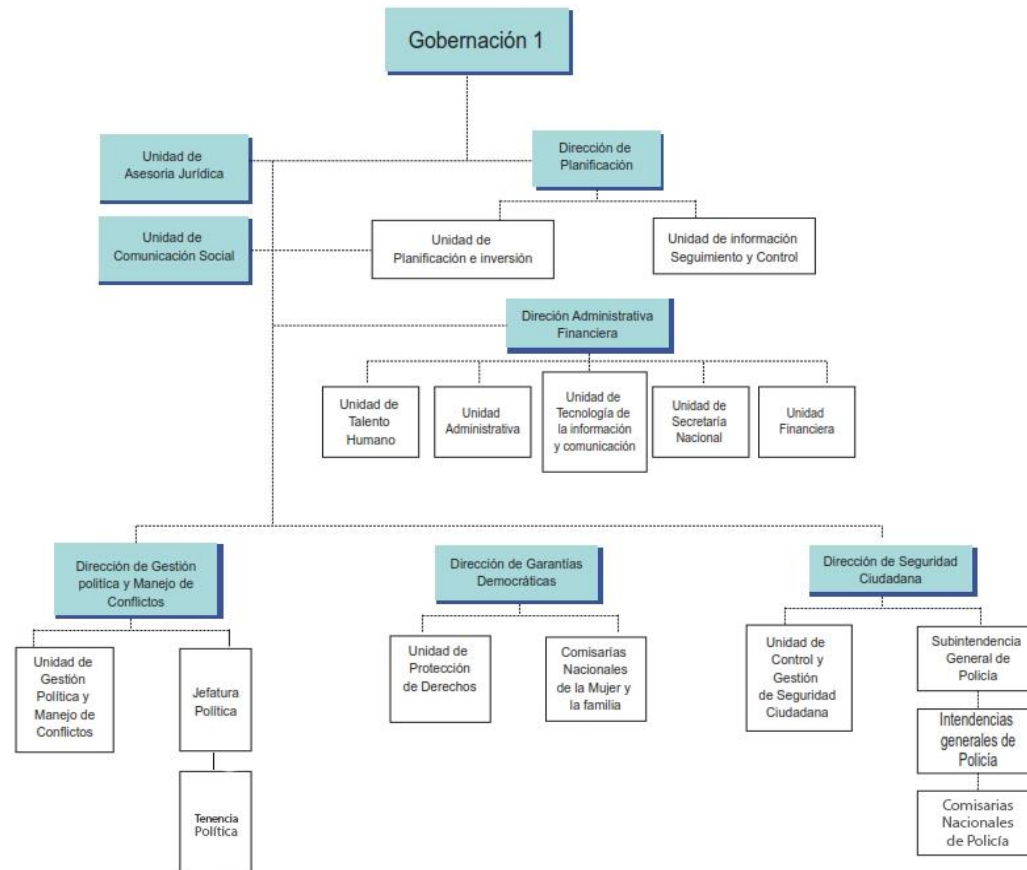 Gobernación 1
Unidad de
Asesoria Jurídica
Dirección de
Planificación
Unidad de
Comunicación Social
Unidad de
Planificación e inversión
Unidad de información
Seguimiento y Control
Direción Administrativa
Financiera
Unidad de
Talento
Humano
Unidad
Administrativa
Unidad de
Tecnología de
la información
y comunicación
Unidad de
Secretaría
Nacional
Unidad
Financiera
Dirección de Gestión
politíca y Manejo de
Conflictos
Dirección de Garantías
Democráticas
Dirección de Seguridad
Ciudadana
Unidad de
Gestión
Política y
Manejo de
Conflictos
Jefatura
Política
Tenencia
Política
Unidad de
Protección
de Derechos
Comisarías
Nacionales
de la Mujer y
la familia
Unidad de
Control y
Gestión
de Seguridad
Ciudadana
Subintendencia
General de
Policía
Intendencias
generales de
Policía
Comisarias
Nacionales
de Policía